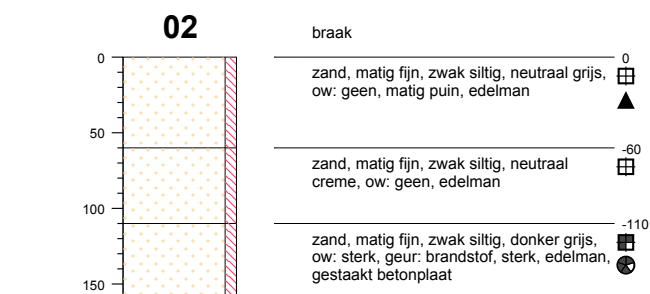 02
braak
0
0
zand, matig fijn, zwak siltig, neutraal grijs,
ow: geen, matig puin, edelman
50
-60
zand, matig fijn, zwak siltig, neutraal
creme, ow: geen, edelman
100
-110
zand, matig fijn, zwak siltig, donker grijs,
ow: sterk, geur: brandstof, sterk, edelman,
gestaakt betonplaat
150